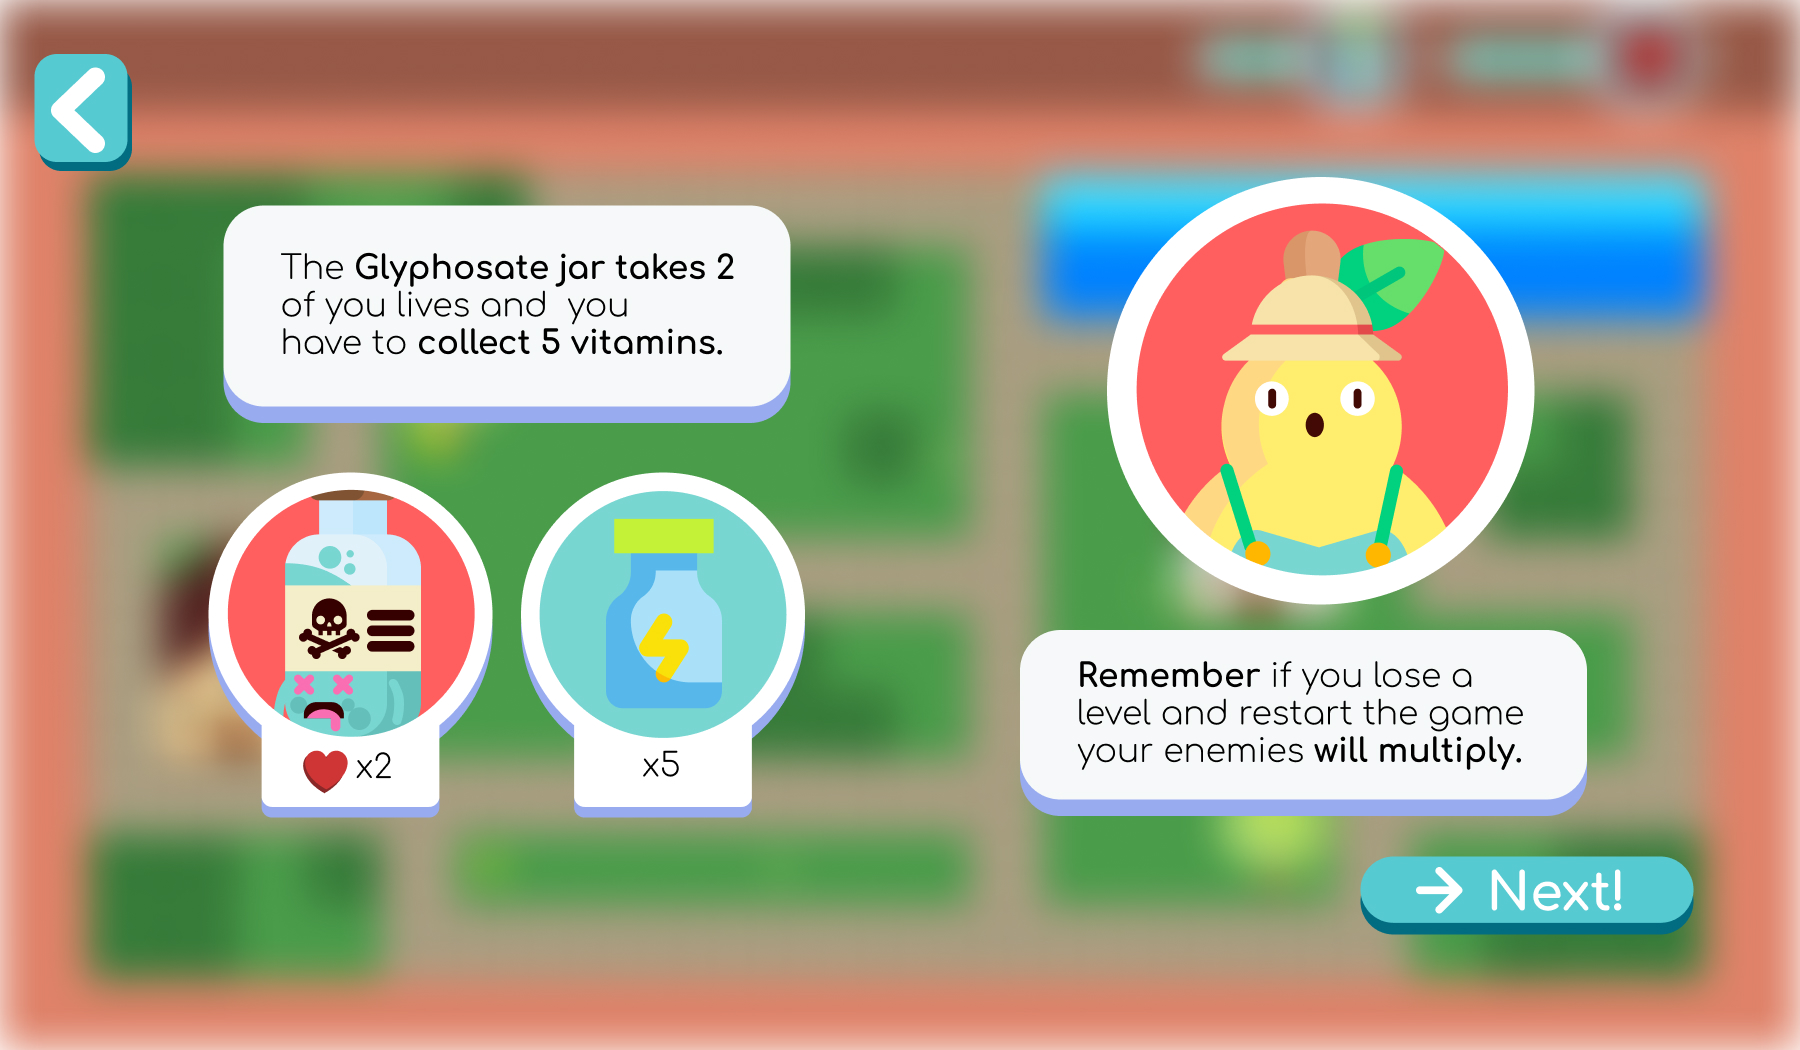 The Glyphosate jar takes 2
of you lives and  you
have to collect 5 vitamins.
x2
x5
Remember if you lose a
level and restart the game
your enemies will multiply.
Next!